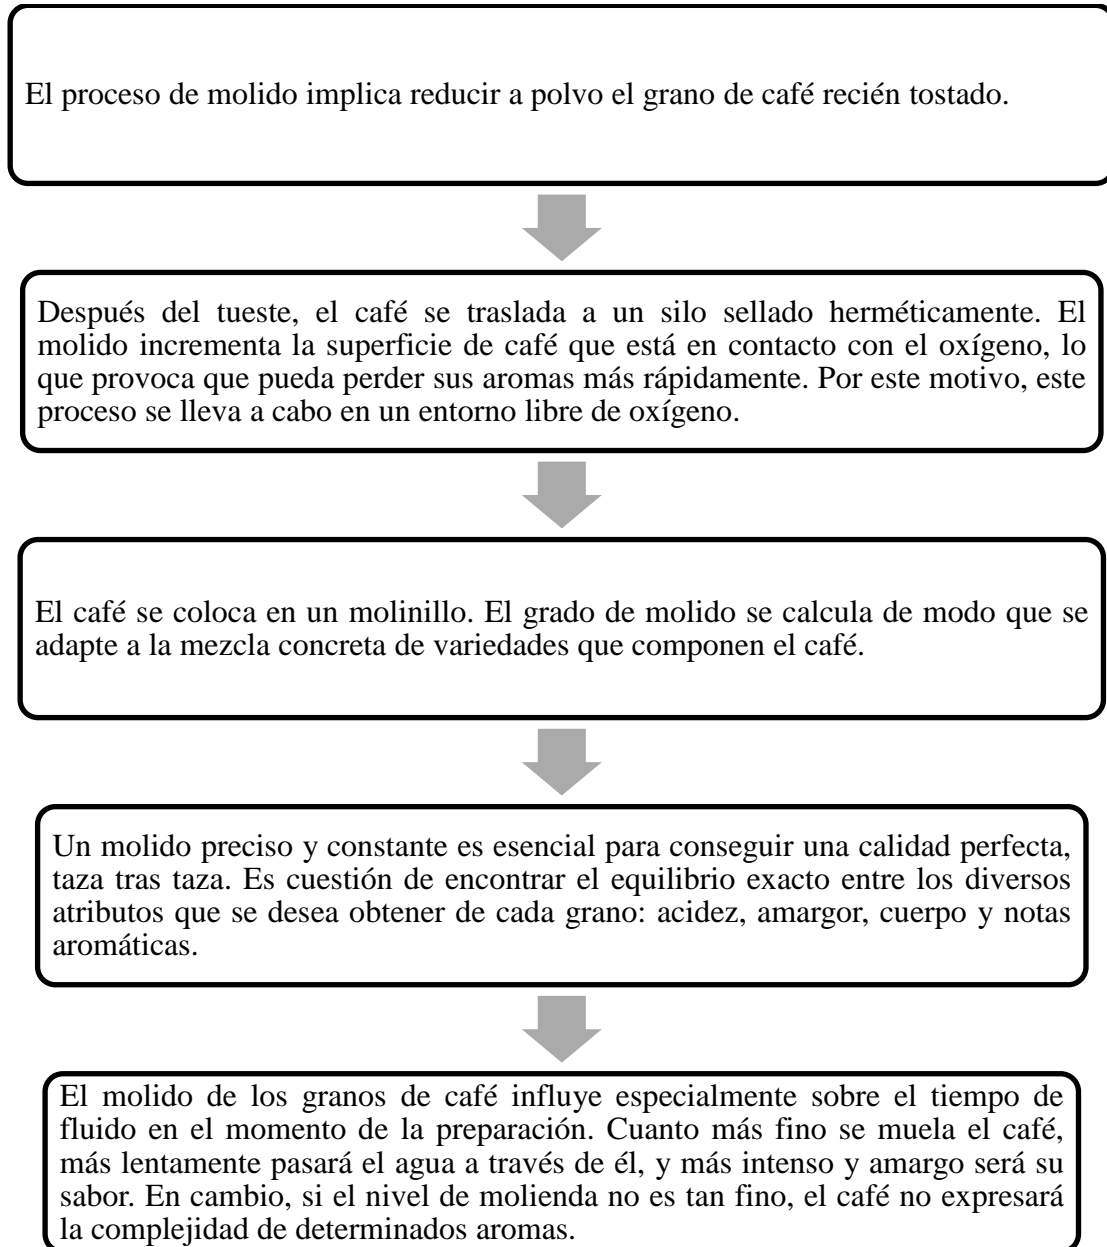 El proceso de molido implica reducir a polvo el grano de café recién tostado.
Después del tueste, el café se traslada a un silo sellado herméticamente. El
molido incrementa la superficie de café que está en contacto con el oxígeno, lo
que provoca que pueda perder sus aromas más rápidamente. Por este motivo, este
proceso se lleva a cabo en un entorno libre de oxígeno.
El café se coloca en un molinillo. El grado de molido se calcula de modo que se
adapte a la mezcla concreta de variedades que componen el café.
Un molido preciso y constante es esencial para conseguir una calidad perfecta,
taza tras taza. Es cuestión de encontrar el equilibrio exacto entre los diversos
atributos que se desea obtener de cada grano: acidez, amargor, cuerpo y notas
aromáticas.
El molido de los granos de café influye especialmente sobre el tiempo de
fluido en el momento de la preparación. Cuanto más fino se muela el café,
más lentamente pasará el agua a través de él, y más intenso y amargo será su
sabor. En cambio, si el nivel de molienda no es tan fino, el café no expresará
la complejidad de determinados aromas.